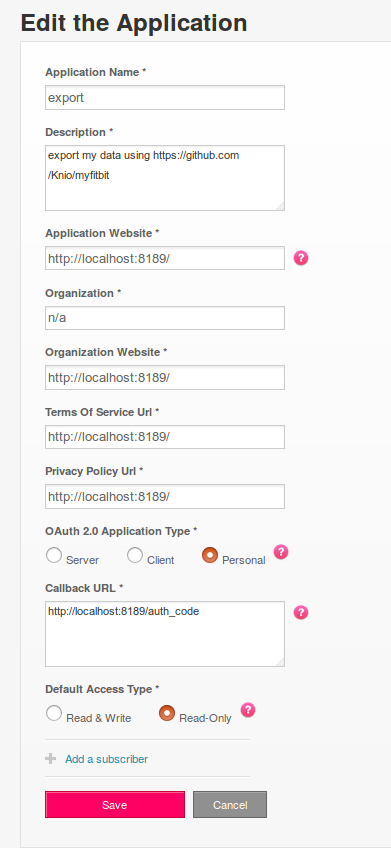 Edit the Application
Application Name *
export
Description *
export my data using https://github.com
/Knio/myfitbit
Application Website *
http://localhost:8189/
?
Organization *
n/a
Organization Website *
http://localhost:8189/
Terms Of Service Url *
http://localhost:8189/
Privacy Policy Url *
http://localhost:8189/
OAuth 2.0 Application Type *
Server Client Personal ?
Callback URL *
http://localhost:8189/auth_code
?
Default Access Type *
Read & Write Read-Only ?
Add a subscriber
Save Cancel